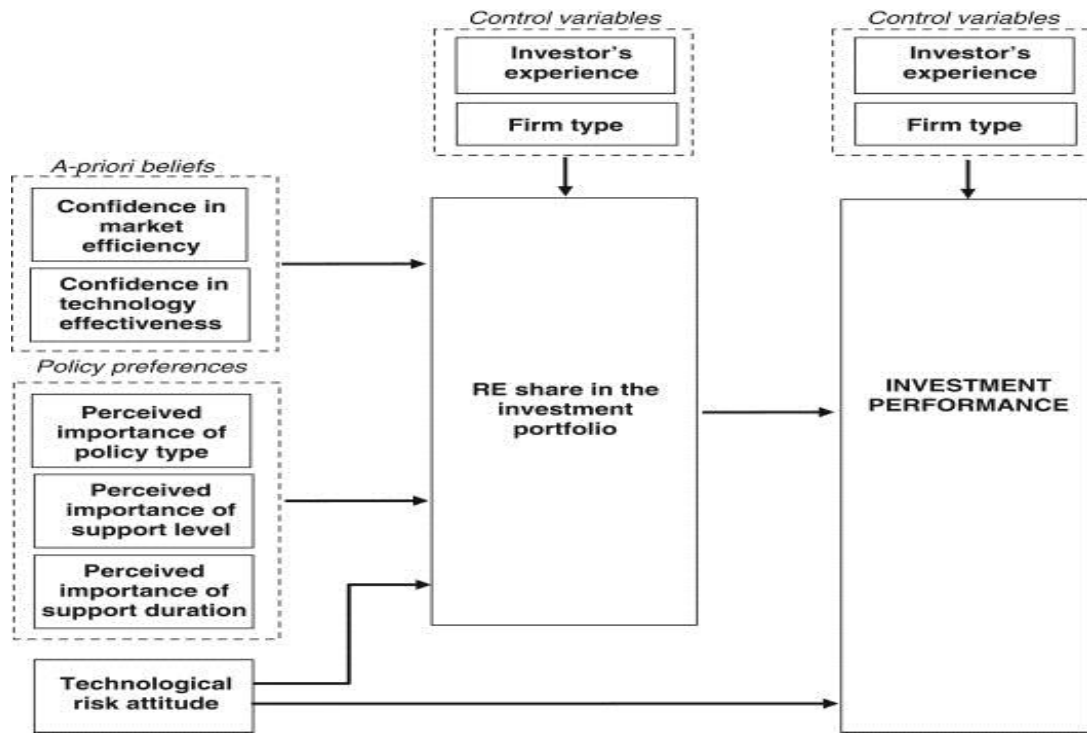 Control variables
Investor's
experience
Firm type
Control variables
Investor's
experience
Firm type
A-priori beliefs
Confidence in
market
efficiency
Confidence in
technology
effectiveness
Policy preferences
Perceived
importance of
policy type
Perceived
importance of
support level
Perceived
importance of
support duration
Technological
risk attitude
RE share in the
investment
portfolio
INVESTMENT
PERFORMANCE